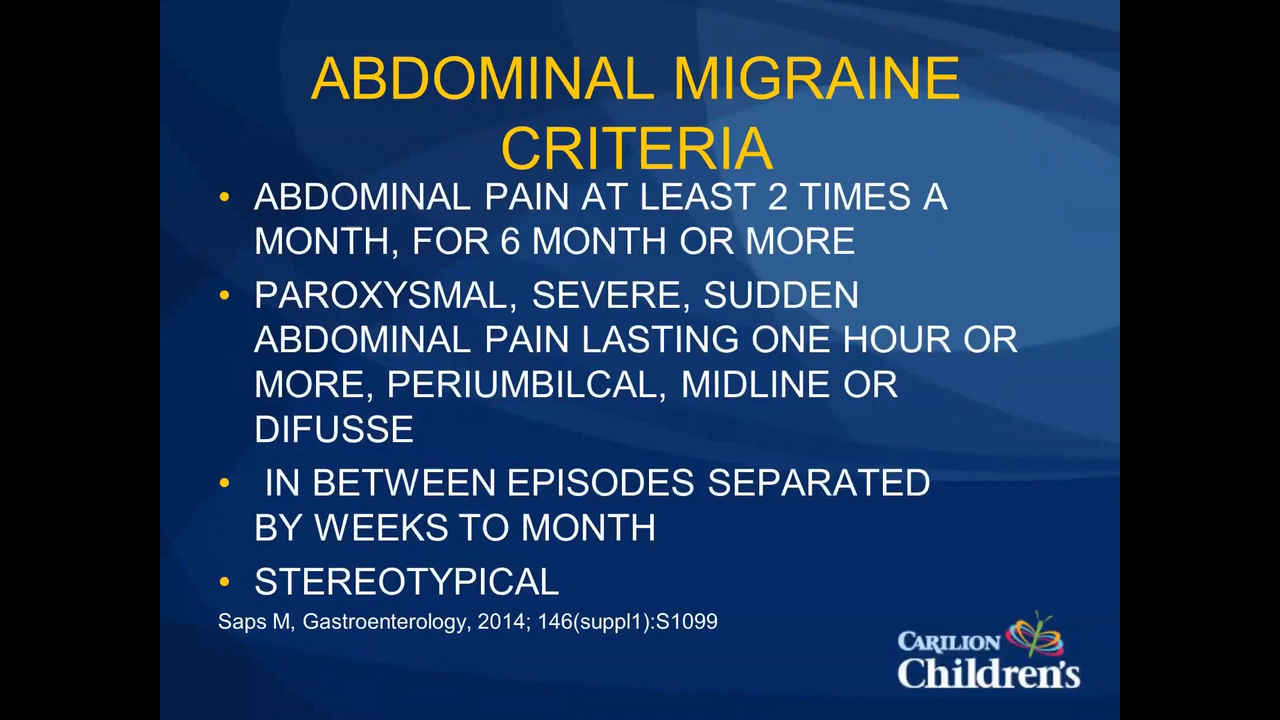 ABDOMINAL MIGRAINE
CRITERIA
• ABDOMINAL PAIN AT LEAST 2 TIMES A
MONTH, FOR 6 MONTH OR MORE
• PAROXYSMAL, SEVERE, SUDDEN
ABDOMINAL PAIN LASTING ONE HOUR OR
MORE, PERIUMBILCAL, MIDLINE OR
DIFUSSE
• IN BETWEEN EPISODES SEPARATED
BY WEEKS TO MONTH
• STEREOTYPICAL
Saps M, Gastroenterology, 2014; 146(suppl1):S1099
CARILION
Children's